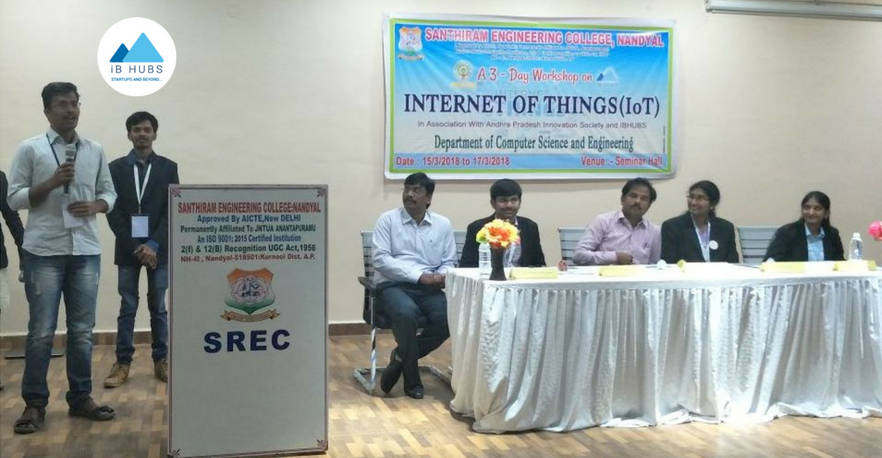 iB HUBS
STARTUPS AND BEYOND...
SANTHIRAM ENGINEERING COLLEGE, NANDYAL
A 3 - Day Workshop on
INTERNET OF THINGS(IoT)
In Association With Andhra Pradesh Innovation Society and IBHUBS
Department of Computer Science and Engineering
Date : 15/3/2018 to 17/3/2018 Venue :- Seminar Hall
SANTHIRAM ENGINEERING COLLEGE:NANDYAL
Approved By AICTE,New DELHI
Permanently Affiliated To JNTUA ANANTAPURAMU
An ISO 9001: 2015 Certified Institution
2(f) & 12(B) Recognition UGC Act,1956
NH-40, Nandyal-518501:Kurnool Dist. A.P.
SREC